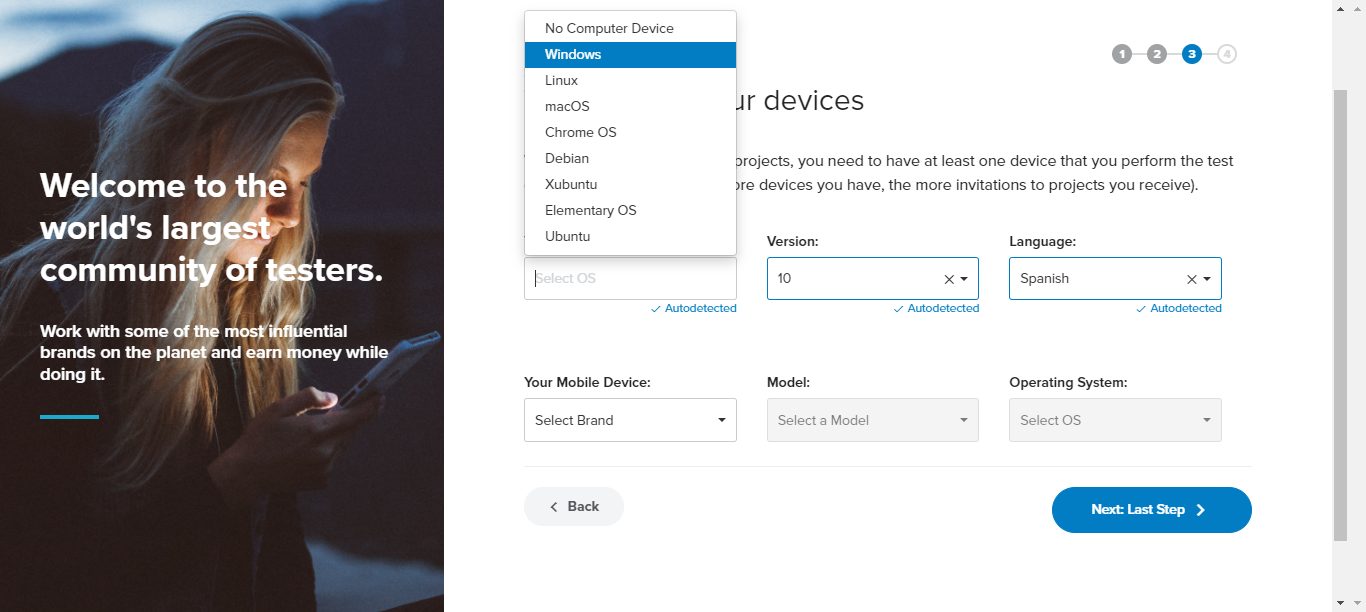 Welcome to the
world's largest
community of testers.
Work with some of the most influential
brands on the planet and earn money while
doing it.
No Computer Device
Windows
Linux
macOS
Chrome OS
Debian
Xubuntu
Elementary OS
Ubuntu
1 2 3 4
devices
projects, you need to have at least one device that you perform the test
devices you have, the more invitations to projects you receive).
Version:
Language:
Select OS
10
Spanish
Autodetected
Autodetected
Autodetected
Your Mobile Device:
Model:
Operating System:
Select Brand
Select a Model
Select OS
Back
Next: Last Step